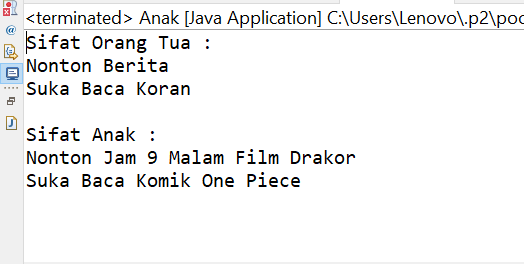 <terminated> Anak [Java Application] C:\Users\Lenovo\.p2\poo
Sifat Orang Tua :
Nonton Berita
Suka Baca Koran

Sifat Anak :
Nonton Jam 9 Malam Film Drakor
Suka Baca Komik One Piece